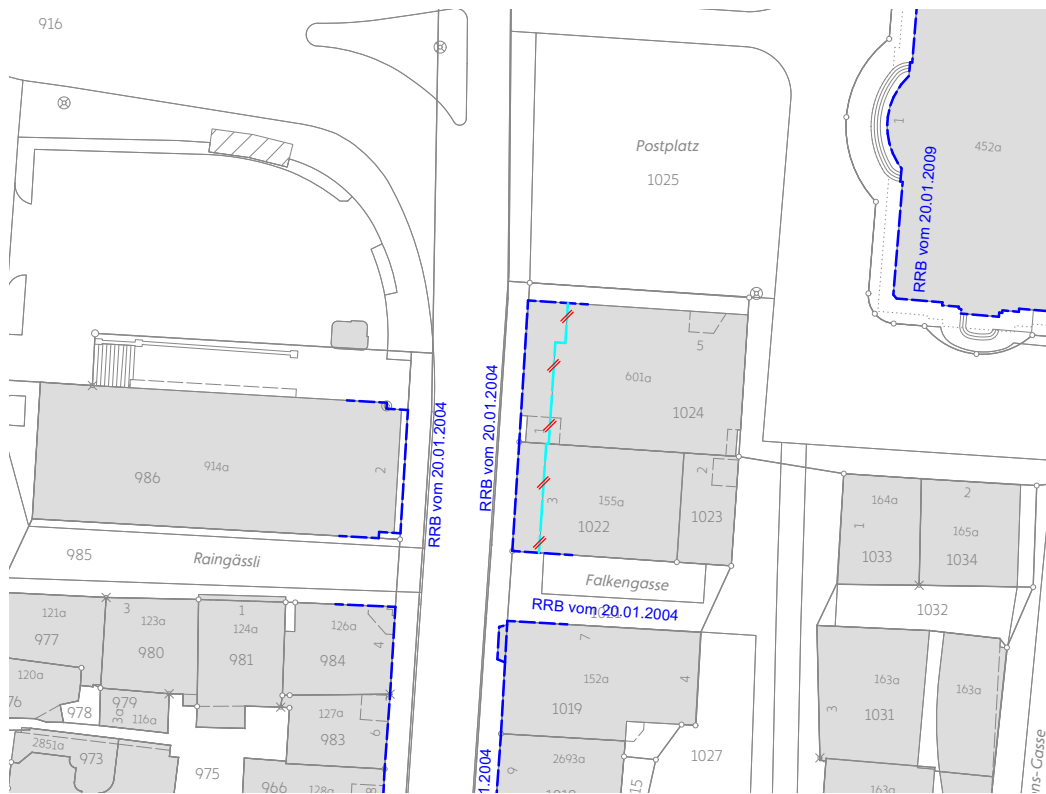 916
Postplatz
1025
1
452a
RRB vom 20.01.2009
5
601a
1024
1
RRB vom 20.01.2004
RRB vom 20.01.2004
914a
986
2
2
3
155a
1022
1023
164a
2
1
165a
1033
1034
985
Raingässli
Falkengasse
RRB vom 20.01.2004
1032
121a
977
3
123a
980
1
124a
981
126a
984
4
7
152a
1019
4
163a
163a
3
1031
120a
978
979
3a
116a
127a
983
6
2851a
973
975
966
128a
8
9
2693a
1027
163a